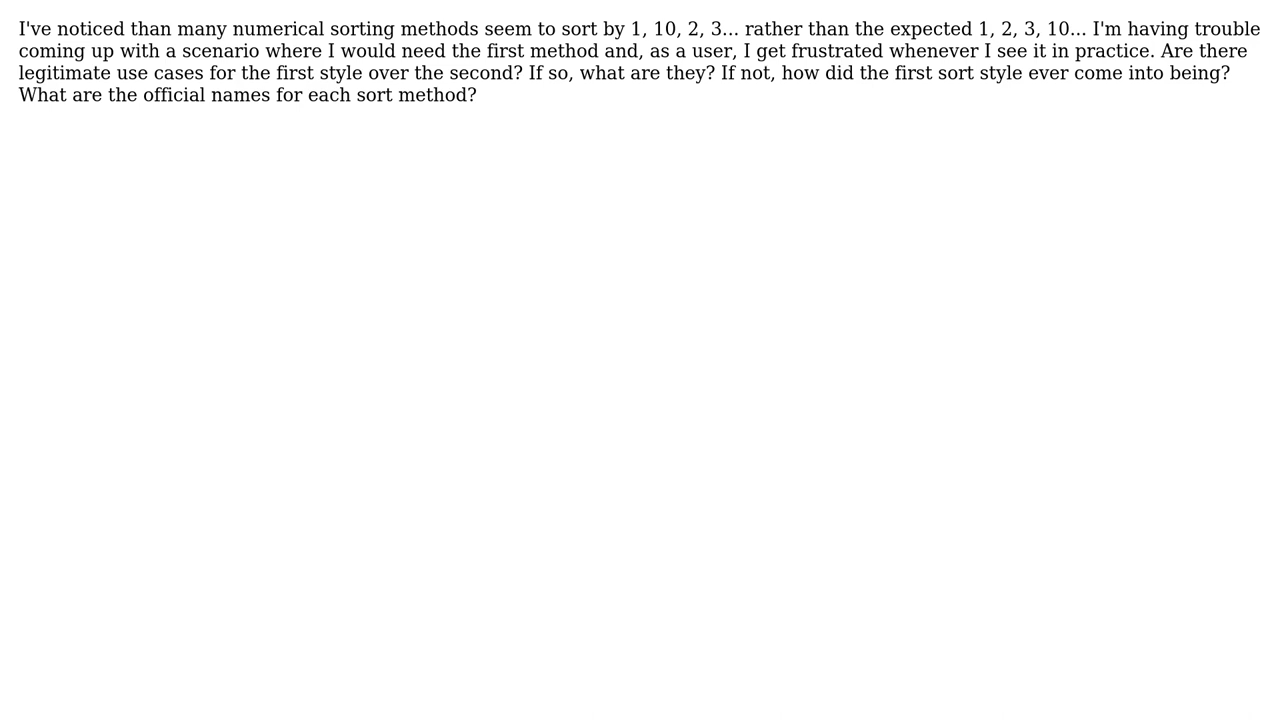 I've noticed than many numerical sorting methods seem to sort by 1, 10, 2, 3... rather than the expected 1, 2, 3, 10... I'm having trouble
coming up with a scenario where I would need the first method and, as a user, I get frustrated whenever I see it in practice. Are there
legitimate use cases for the first style over the second? If so, what are they? If not, how did the first sort style ever come into being?
What are the official names for each sort method?